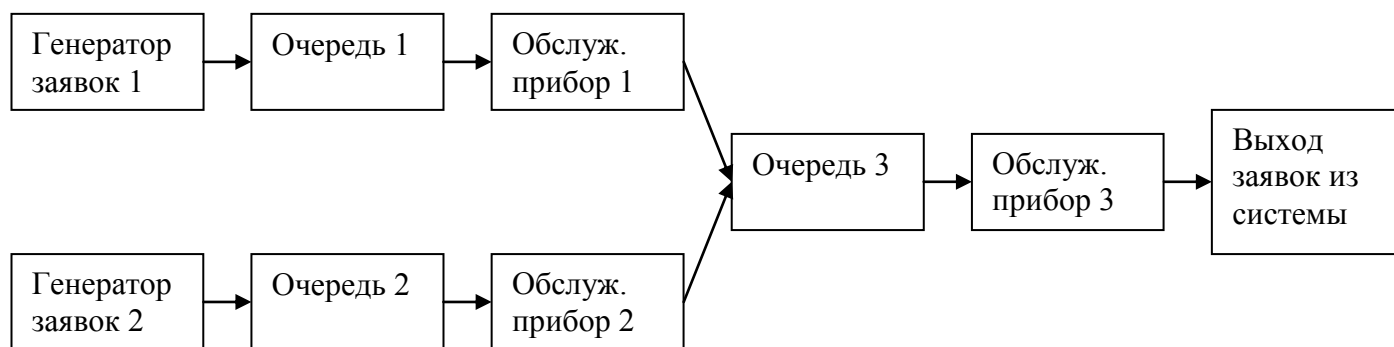 Генератор
заявок 1
Очередь 1
Обслуж.
прибор 1
Генератор
заявок 2
Очередь 2
Обслуж.
прибор 2
Очередь 3
Обслуж.
прибор 3
Выход
заявок из
системы